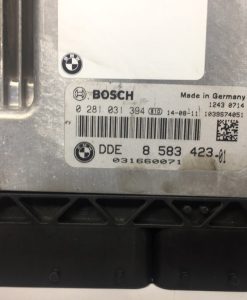 BOSCH
Made in Germany
0 281 031 394
14-08-11
1243 0714
1039S74051
DDE 8 583 423-01
031660071